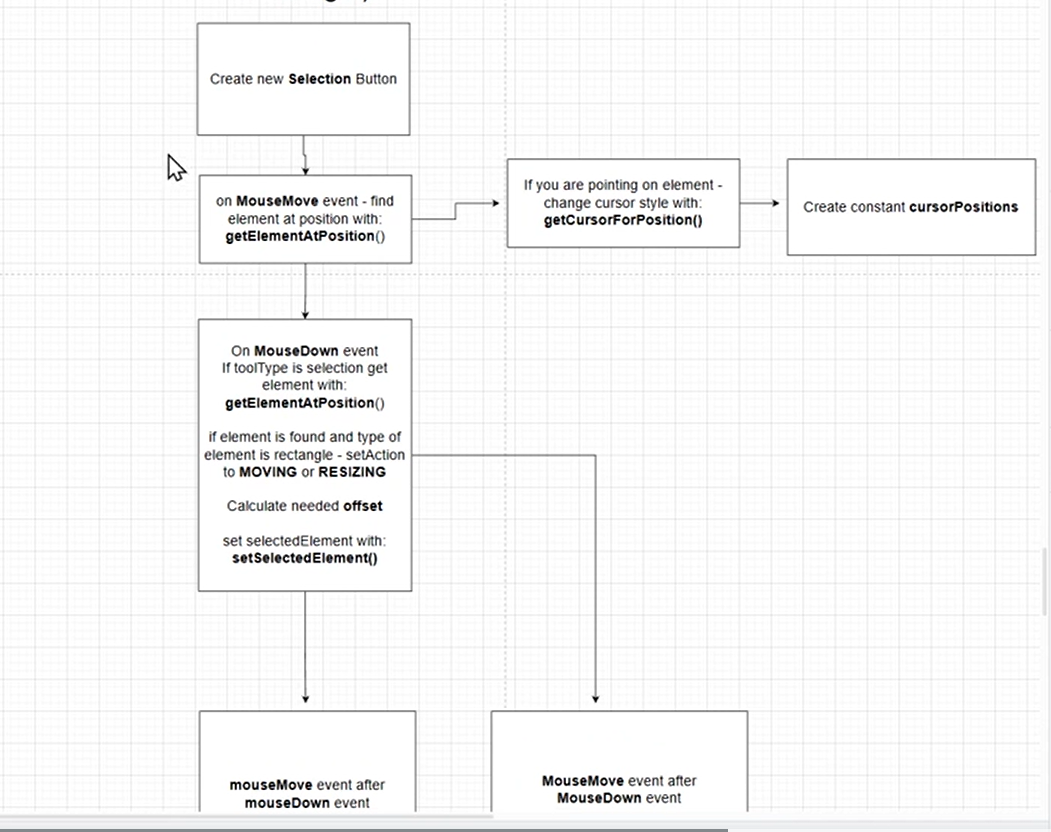 Create new Selection Button
on MouseMove event - find
element at position with:
getElementAtPosition()
If you are pointing on element -
change cursor style with:
getCursorForPosition()
Create constant cursorPositions
On MouseDown event
If toolType is selection get
element with:
getElementAtPosition()
if element is found and type of
element is rectangle - setAction
to MOVING or RESIZING
Calculate needed offset
set selectedElement with:
setSelectedElement()
mouseMove event after
mouseDown event
MouseMove event after
MouseDown event